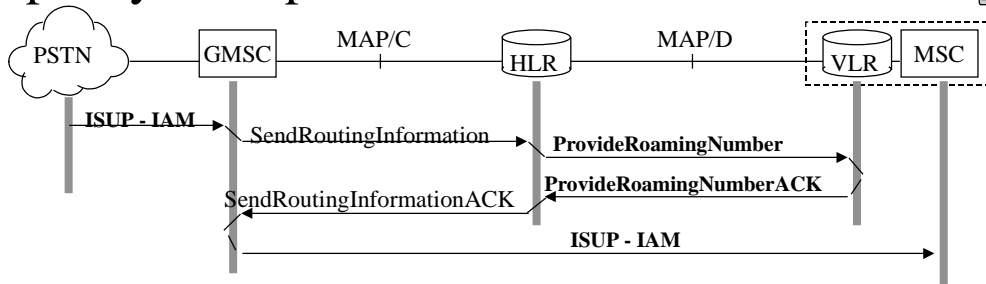 PSTN
GMSC
MAP/C
HLR
MAP/D
VLR
MSC
ISUP - IAM
SendRoutingInformation
ProvideRoamingNumber
ProvideRoamingNumberACK
SendRoutingInformationACK
ISUP - IAM